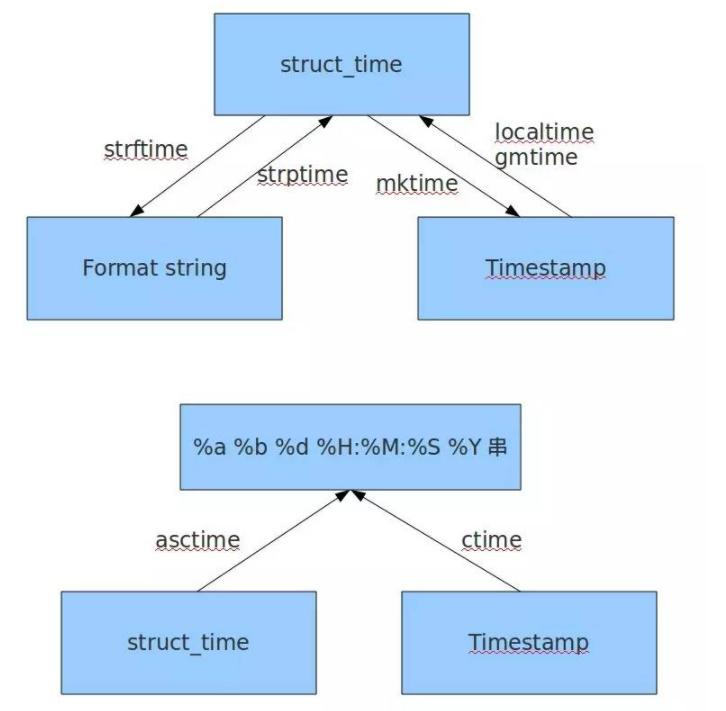 struct_time
strftime
strptime
mktime
localtime
gmtime
Format string
Timestamp
%a %b %d %H:%M:%S %Y 串
asctime
ctime
struct_time
Timestamp